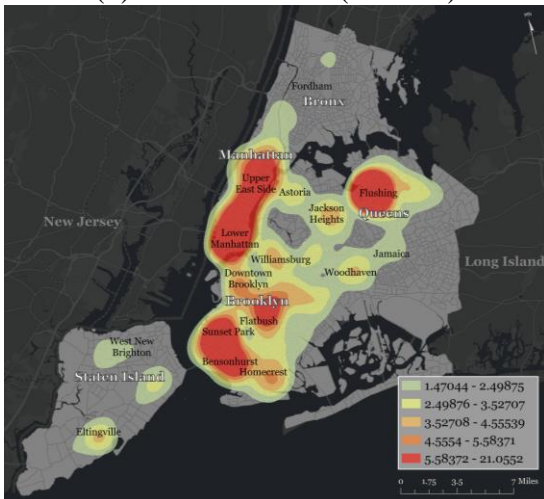 Fordham
Bronx
Manhattan
Upper
East Side
Astoria
Flushing
Jackson
Heights
Queens
New Jersey
Lower
Manhattan
Williamsburg
Jamaica
Long Island
Downtown
Brooklyn
Woodhaven
Brooklyn
Flatbush
Sunset Park
West New
Brighton
Bensonhurst
Homecrest
Staten Island
Eltingville
1.47044 - 2.49875
2.49876 - 3.52707
3.52708 - 4.55539
4.5554 - 5.58371
5.58372 - 21.0552
0 1.75 3.5 7 Miles